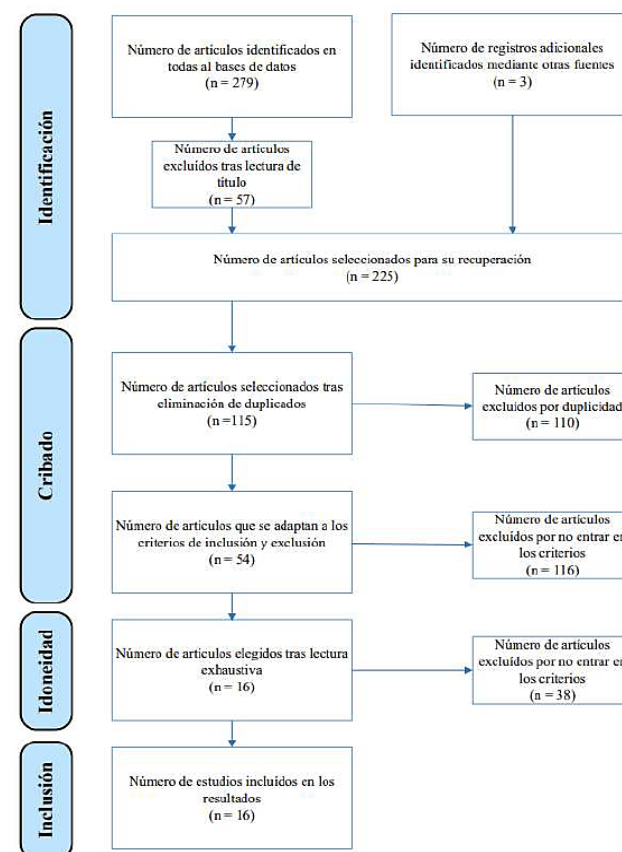 Identificación
Número de artículos identificados en
todas al bases de datos
(n = 279)
Número de registros adicionales
identificados mediante otras fuentes
(n = 3)
Número de artículos
excluídos tras lectura de
título
(n = 57)
Número de artículos seleccionados para su recuperación
(n = 225)
Cribado
Número de artículos seleccionados tras
eliminación de duplicados
(n =115)
Número de artículos
excluídos por duplicidad
(n = 110)
Número de artículos que se adaptan a los
criterios de inclusión y exclusión
(n = 54)
Número de artículos
excluídos por no entrar en
los criterios
(n = 116)
Idoneidad
Número de artículos elegidos tras lectura
exhaustiva
(n = 16)
Número de artículos
excluídos por no entrar en
los criterios
(n = 38)
Inclusión
Número de estudios incluídos en los
resultados
(n = 16)